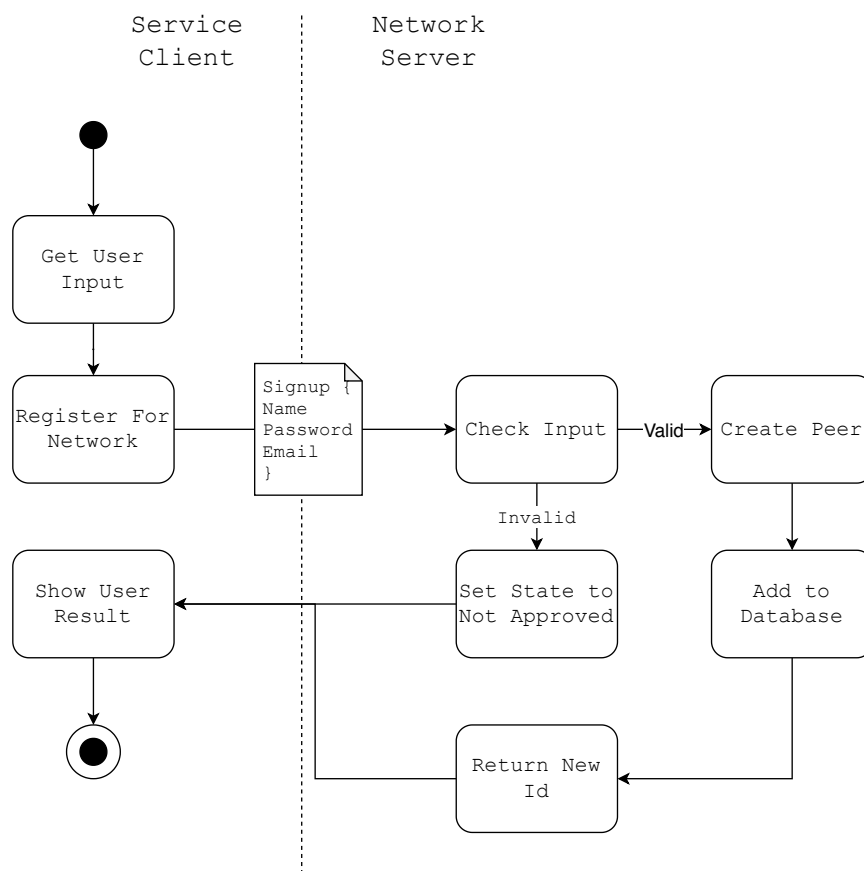 Service
Client
Network
Server
Get User
Input
Register For
Network
Signup {
Name
Password
Email
}
Check Input
Valid
Create Peer
Invalid
Show User
Result
Set State to
Not Approved
Add to
Database
Return New
Id